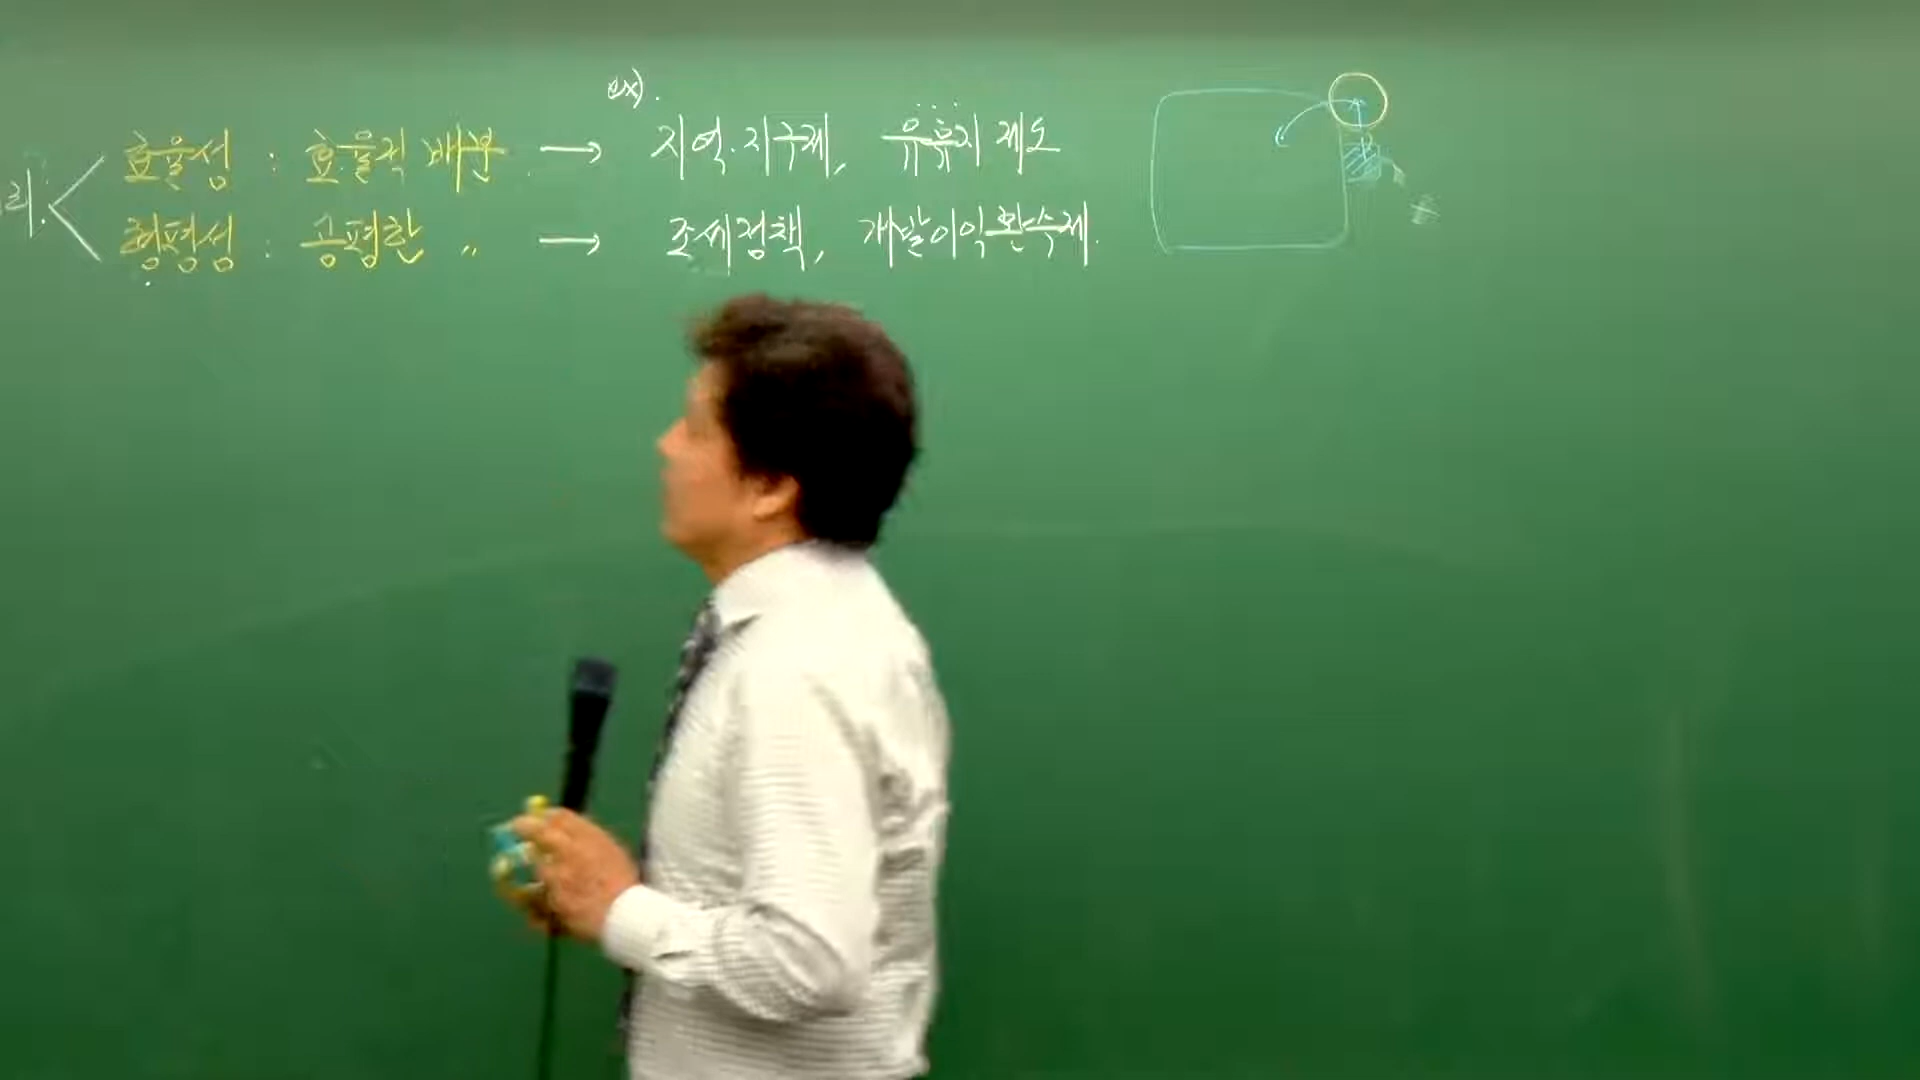 ex).
효율성 : 효율적 배분 → 지역.지구제, 유휴지 제도
리. < 형평성 : 공평한 〃 → 조세정책, 개발이익환수제.